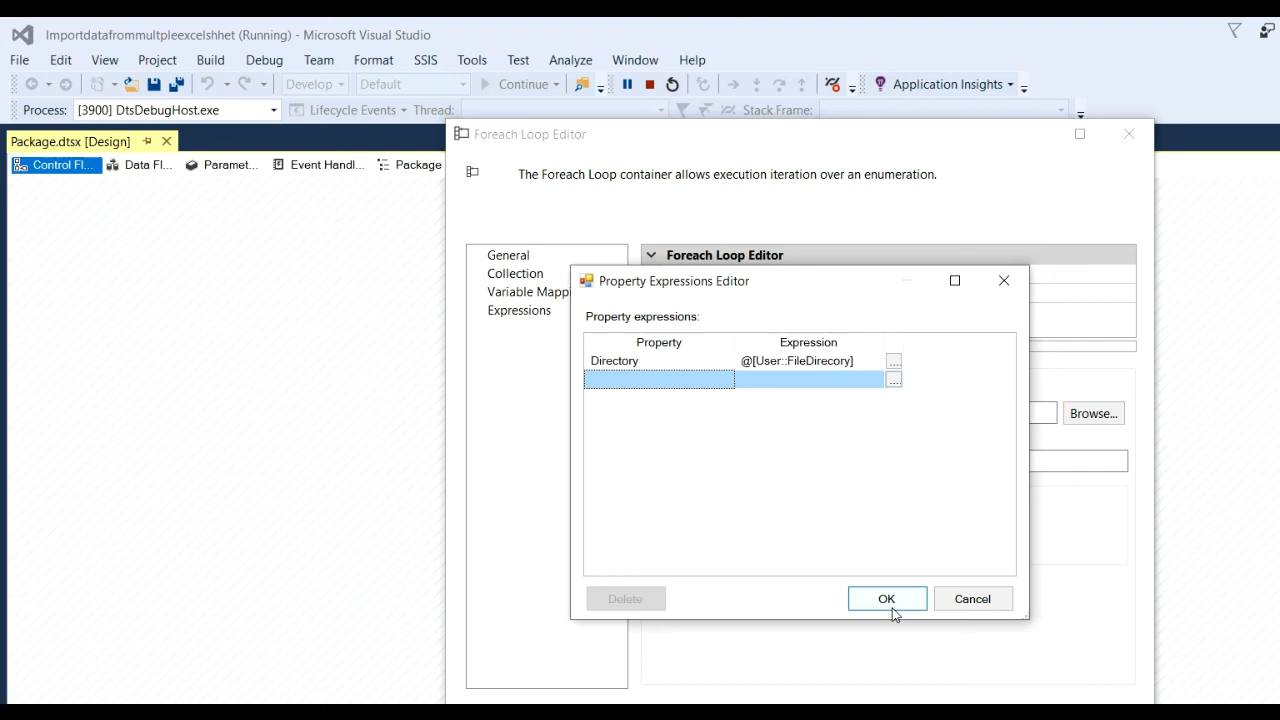 Importdatafrommultpleexcelshhet (Running) - Microsoft Visual Studio
File Edit View Project Build Debug Team Format SSIS Tools Test Analyze Window Help
Develop Default Continue Application Insights
Process: [3900] DtsDebugHost.exe Lifecycle Events Thread: Stack Frame:
Package.dtsx [Design]
Control Fl... Data Fl... Paramet... Event Handl... Package
Foreach Loop Editor
The Foreach Loop container allows execution iteration over an enumeration.
General
Collection
Variable Mapp
Expressions
Foreach Loop Editor
Browse...
Property Expressions Editor
Property expressions:
Property Expression
Directory @[User::FileDirecory] ...
...
Delete OK Cancel